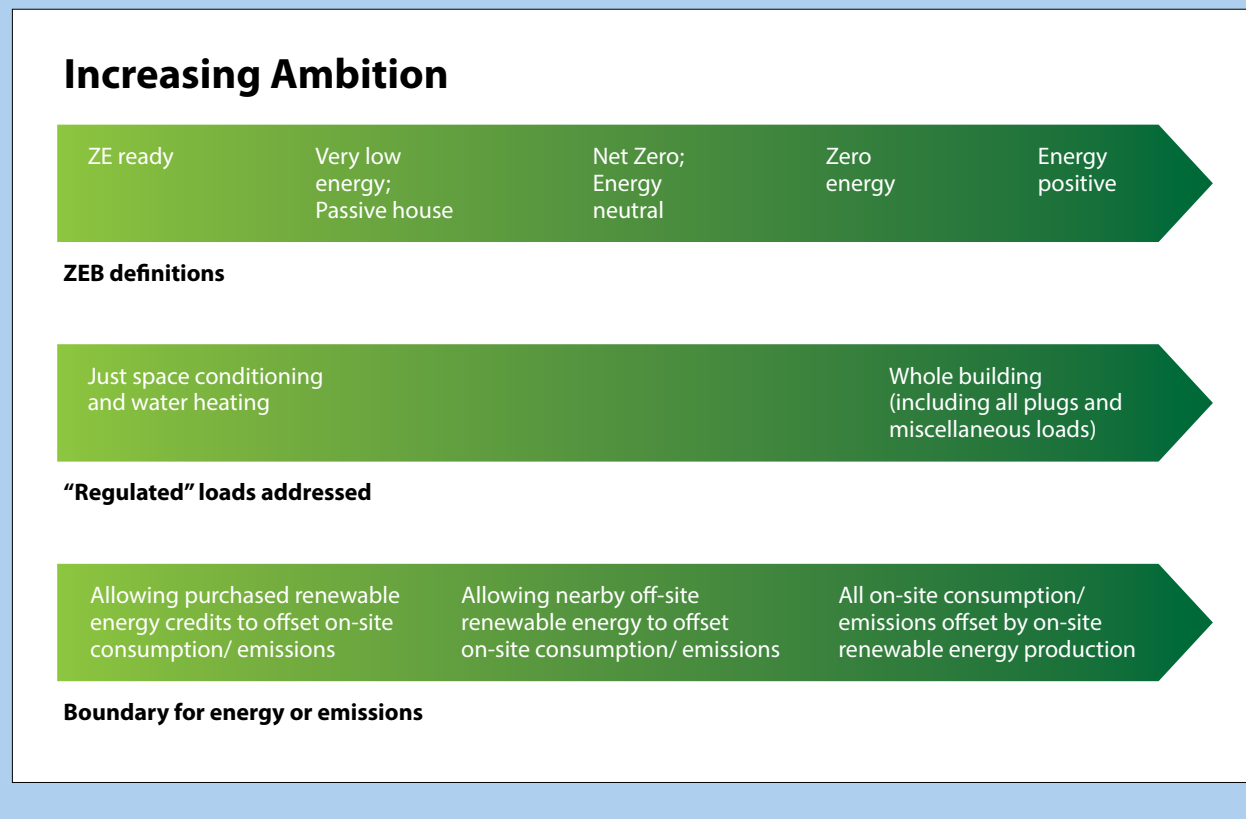 Increasing Ambition
ZE ready
Very low
energy;
Passive house
Net Zero;
Energy
neutral
Zero
energy
Energy
positive
ZEB definitions
Just space conditioning
and water heating
Whole building
(including all plugs and
miscellaneous loads)
“Regulated” loads addressed
Allowing purchased renewable
energy credits to offset on-site
consumption/ emissions
Allowing nearby off-site
renewable energy to offset
on-site consumption/ emissions
All on-site consumption/
emissions offset by on-site
renewable energy production
Boundary for energy or emissions